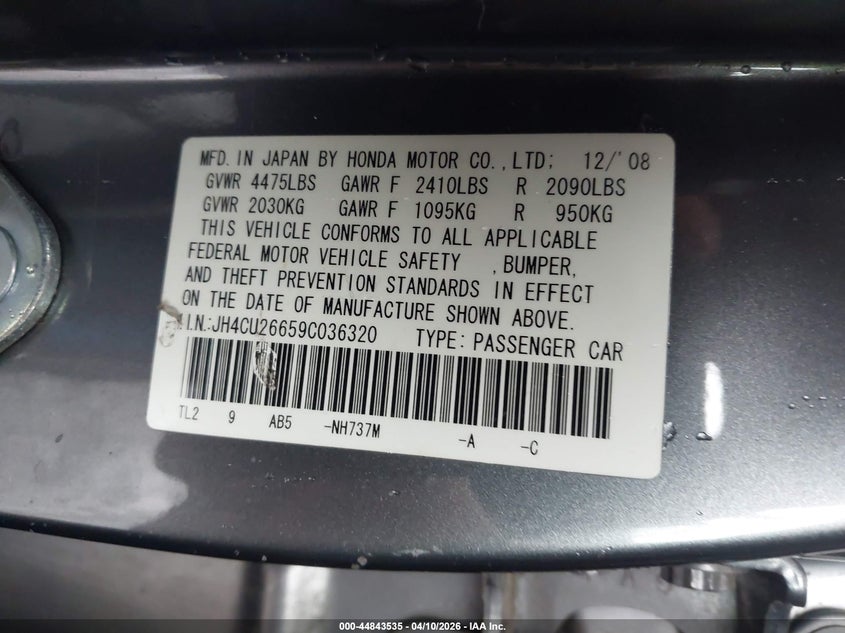 MFD. IN JAPAN BY HONDA MOTOR CO.,LTD; 12/'08
GVWR 4475LBS GAWR F 2410LBS R 2090LBS
GVWR 2030KG GAWR F 1095KG R 950KG
THIS VEHICLE CONFORMS TO ALL APPLICABLE
FEDERAL MOTOR VEHICLE SAFETY ,BUMPER,
AND THEFT PREVENTION STANDARDS IN EFFECT
ON THE DATE OF MANUFACTURE SHOWN ABOVE.
.I.N.:JH4CU26659C036320 TYPE: PASSENGER CAR
TL2 9 AB5 -NH737M -A -C
000-44843535 - 04/10/2026 - IAA Inc.